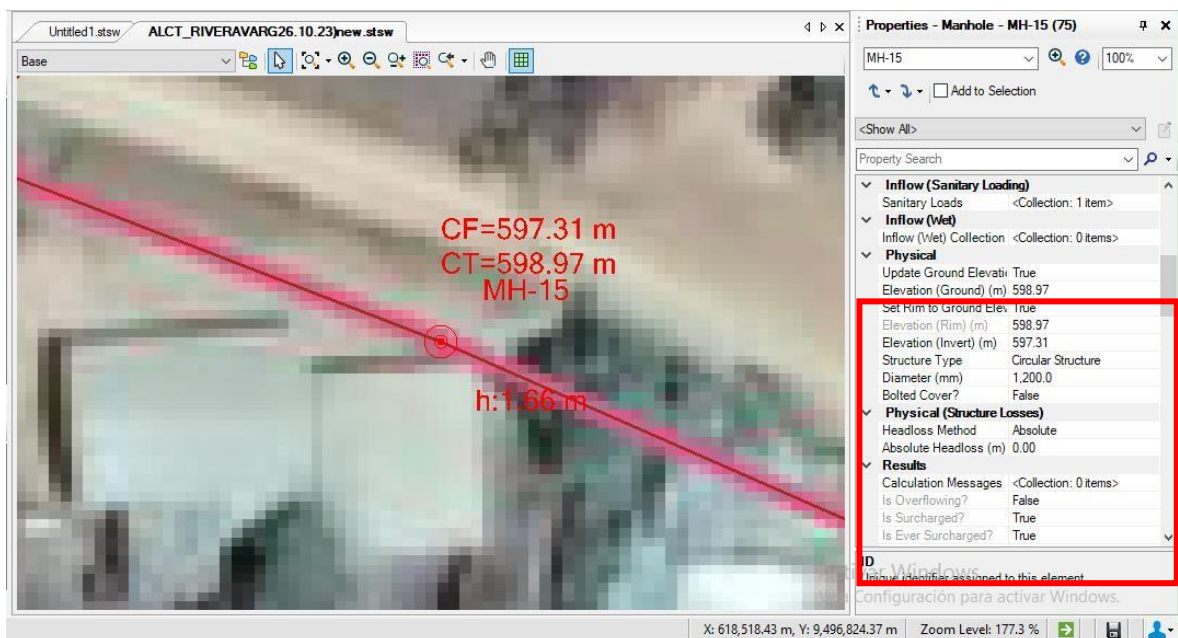 Untitled1.stsw
ALCT_RIVERAVARG26.10.23)new.stsw
Base
CF=597.31 m
CT=598.97 m
MH-15
h:1.66 m
Properties - Manhole - MH-15 (75)
MH-15
100%
Add to Selection
<Show All>
Property Search
Inflow (Sanitary Loading)
Sanitary Loads <Collection: 1 item>
Inflow (Wet)
Inflow (Wet) Collection <Collection: 0 items>
Physical
Update Ground Elevati True
Elevation (Ground) (m) 598.97
Set Rim to Ground Elev True
Elevation (Rim) (m) 598.97
Elevation (Invert) (m) 597.31
Structure Type Circular Structure
Diameter (mm) 1,200.0
Bolted Cover? False
Physical (Structure Losses)
Headloss Method Absolute
Absolute Headloss (m) 0.00
Results
Calculation Messages <Collection: 0 items>
Is Overflowing? False
Is Surcharged? True
Is Ever Surcharged? True
ID
Unique identifier assigned to this element
Windows
Configuración para activar Windows.
X: 618,518.43 m, Y: 9,496,824.37 m
Zoom Level: 177.3 %